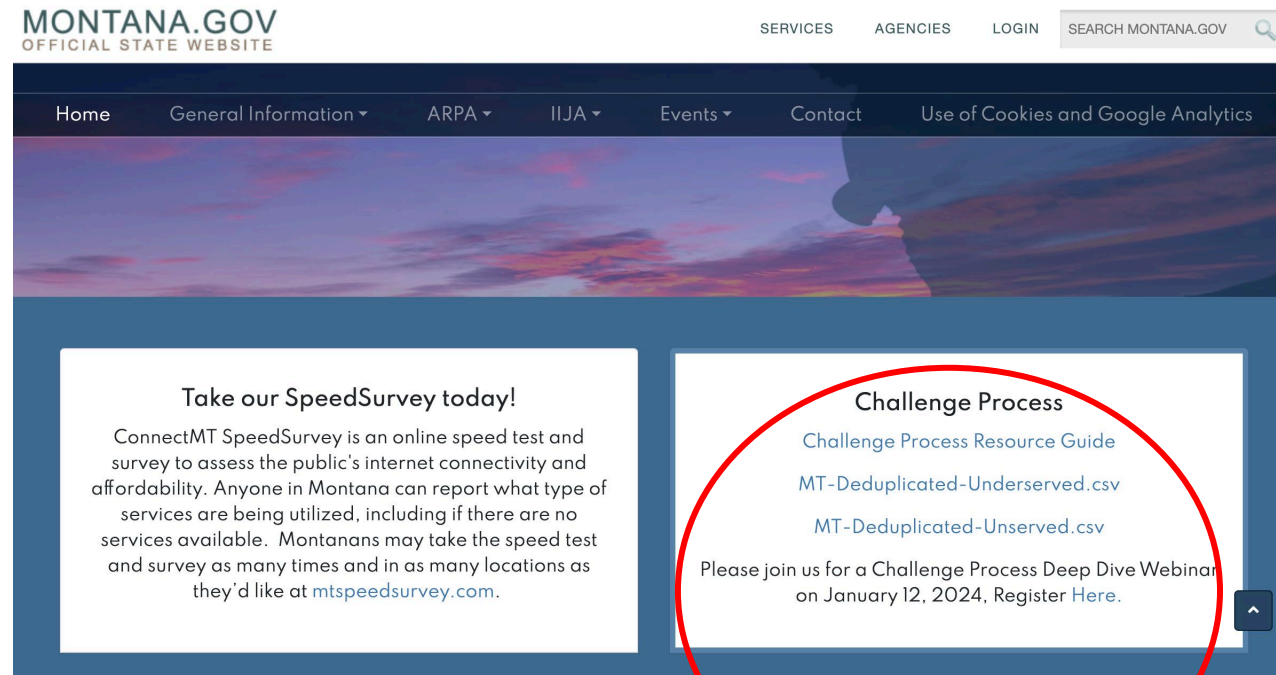 MONTANA.GOV
OFFICIAL STATE WEBSITE
SERVICES AGENCIES LOGIN SEARCH MONTANA.GOV
Home General Information ARPA IIJA Events Contact Use of Cookies and Google Analytics
Take our SpeedSurvey today!
ConnectMT SpeedSurvey is an online speed test and
survey to assess the public's internet connectivity and
affordability. Anyone in Montana can report what type of
services are being utilized, including if there are no
services available. Montanans may take the speed test
and survey as many times and in as many locations as
they'd like at mtspeedsurvey.com.
Challenge Process
Challenge Process Resource Guide
MT-Deduplicated-Underserved.csv
MT-Deduplicated-Unserved.csv
Please join us for a Challenge Process Deep Dive Webinar
on January 12, 2024, Register Here.